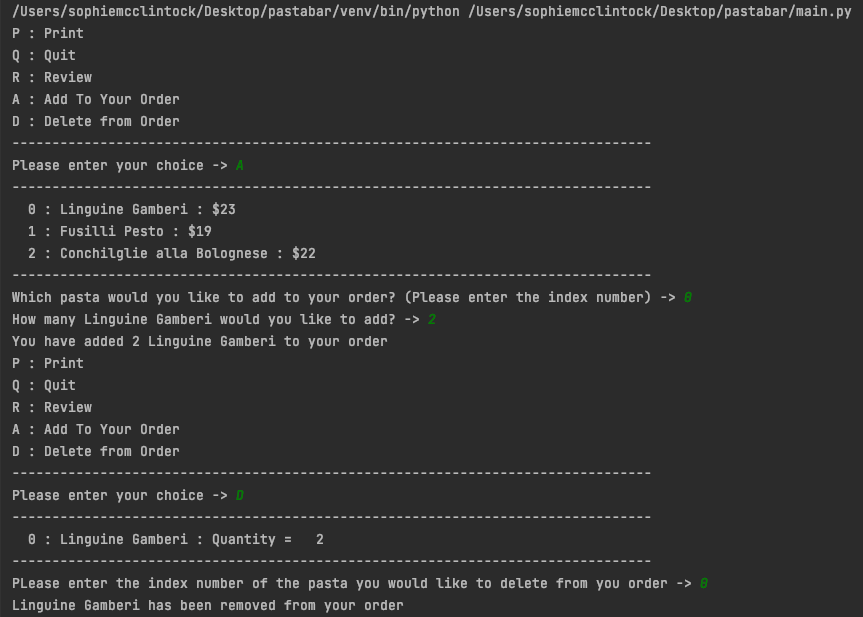 /Users/sophiemcclintock/Desktop/pastabar/venv/bin/python /Users/sophiemcclintock/Desktop/pastabar/main.py
P : Print
Q : Quit
R : Review
A : Add To Your Order
D : Delete from Order
--------------------------------------------------------------------------------
Please enter your choice -> A
--------------------------------------------------------------------------------
  0 : Linguine Gamberi : $23
  1 : Fusilli Pesto : $19
  2 : Conchilglie alla Bolognese : $22
--------------------------------------------------------------------------------
Which pasta would you like to add to your order? (Please enter the index number) -> 0
How many Linguine Gamberi would you like to add? -> 2
You have added 2 Linguine Gamberi to your order
P : Print
Q : Quit
R : Review
A : Add To Your Order
D : Delete from Order
--------------------------------------------------------------------------------
Please enter your choice -> D
--------------------------------------------------------------------------------
  0 : Linguine Gamberi : Quantity =   2
--------------------------------------------------------------------------------
PLease enter the index number of the pasta you would like to delete from you order -> 0
Linguine Gamberi has been removed from your order